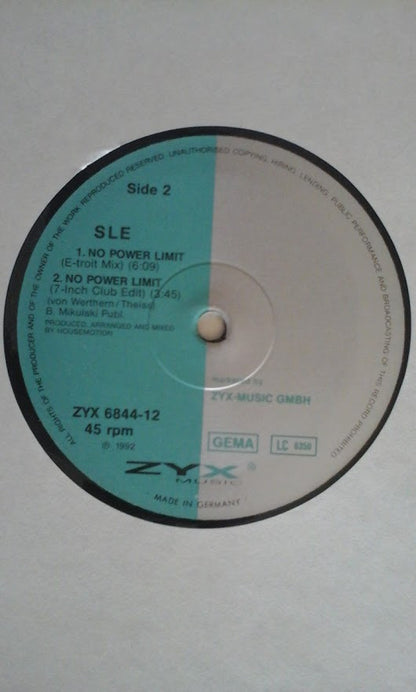 ALL RIGHTS OF THE PRODUCER AND OF THE OWNER OF THE WORK REPRODUCED RESERVED. UNAUTHORISED COPYING, HIRING, LENDING, PUBLIC PERFORMANCE AND BROADCASTING OF THIS RECORD PROHIBITED
Side 2
SLE
1. NO POWER LIMIT
(E-troit Mix) (6:09)
2. NO POWER LIMIT
(7-Inch Club Edit) (3:45)
(von Werthern/Theiss)
B. Mikulski Publ.
PRODUCED, ARRANGED AND MIXED
BY HOUSEMOTION
marketed by
ZYX-MUSIC GMBH
ZYX 6844-12
45 rpm
℗ 1992
GEMA
LC 6350
ZYX ®
MUSIC
MADE IN GERMANY